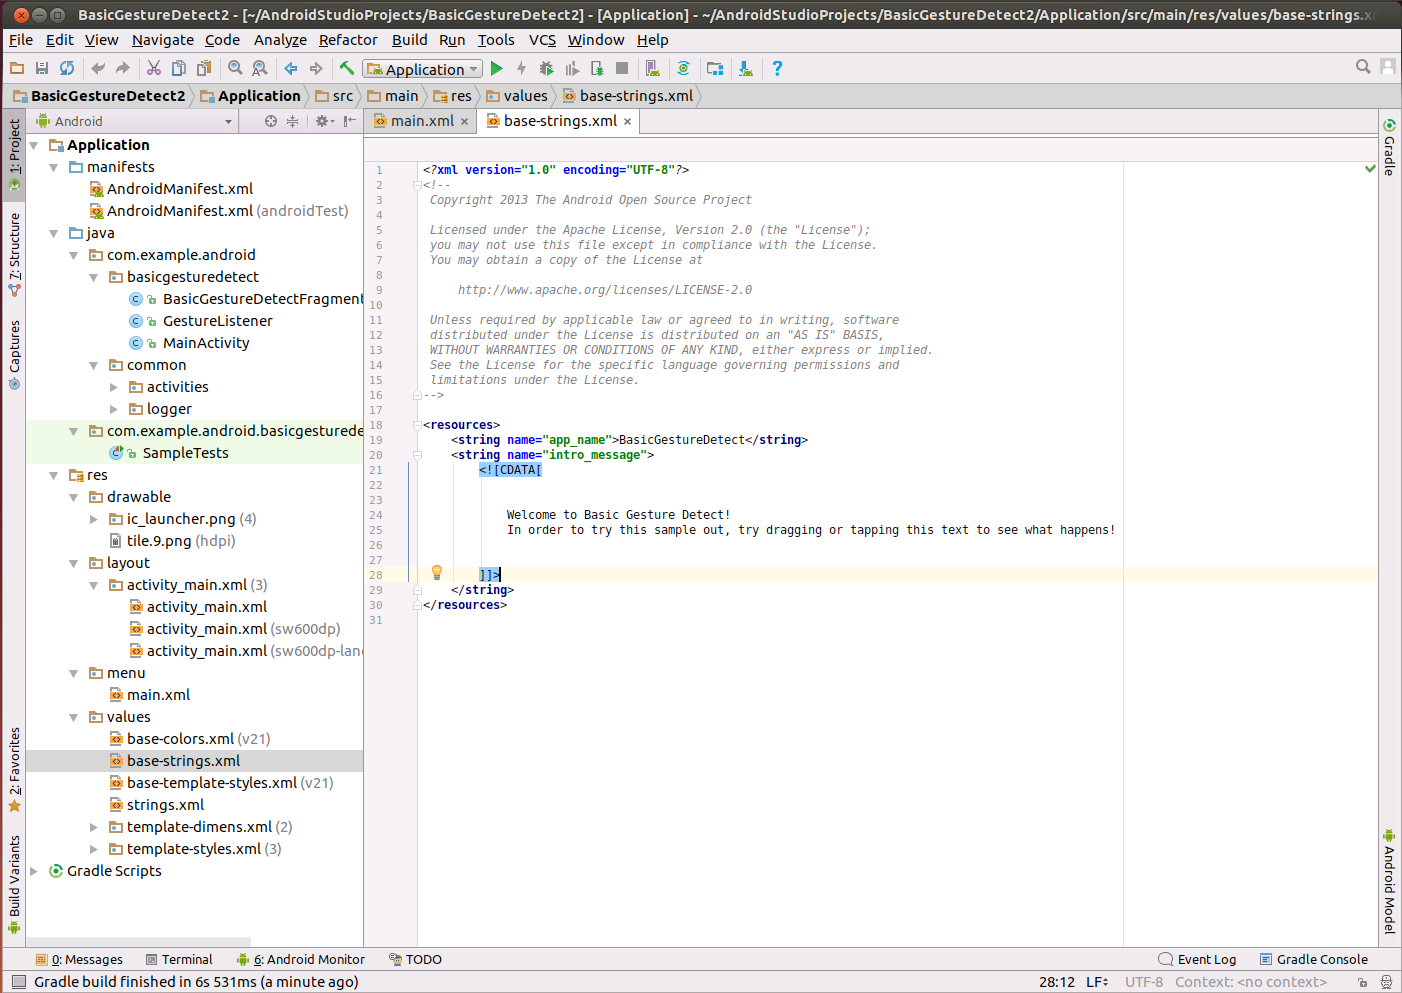 BasicGestureDetect2 - [~/AndroidStudioProjects/BasicGestureDetect2] - [Application] - ~/AndroidStudioProjects/BasicGestureDetect2/Application/src/main/res/values/base-strings.x
File Edit View Navigate Code Analyze Refactor Build Run Tools VCS Window Help
Application
BasicGestureDetect2 Application src main res values base-strings.xml
Android
main.xml base-strings.xml
1: Project
7: Structure
Captures
2: Favorites
Build Variants
Application
manifests
AndroidManifest.xml
AndroidManifest.xml (androidTest)
java
com.example.android
basicgesturedetect
BasicGestureDetectFragment
GestureListener
MainActivity
common
activities
logger
com.example.android.basicgesturede
SampleTests
res
drawable
ic_launcher.png (4)
tile.9.png (hdpi)
layout
activity_main.xml (3)
activity_main.xml
activity_main.xml (sw600dp)
activity_main.xml (sw600dp-lan
menu
main.xml
values
base-colors.xml (v21)
base-strings.xml
base-template-styles.xml (v21)
strings.xml
template-dimens.xml (2)
template-styles.xml (3)
Gradle Scripts
1 <?xml version="1.0" encoding="UTF-8"?>
2 <!--
3 Copyright 2013 The Android Open Source Project
4
5 Licensed under the Apache License, Version 2.0 (the "License");
6 you may not use this file except in compliance with the License.
7 You may obtain a copy of the License at
8
9 http://www.apache.org/licenses/LICENSE-2.0
10
11 Unless required by applicable law or agreed to in writing, software
12 distributed under the License is distributed on an "AS IS" BASIS,
13 WITHOUT WARRANTIES OR CONDITIONS OF ANY KIND, either express or implied.
14 See the License for the specific language governing permissions and
15 limitations under the License.
16 -->
17
18 <resources>
19 <string name="app_name">BasicGestureDetect</string>
20 <string name="intro_message">
21 <![CDATA[
22
23
24 Welcome to Basic Gesture Detect!
25 In order to try this sample out, try dragging or tapping this text to see what happens!
26
27
28 ]]>
29 </string>
30 </resources>
31
Gradle
Android Model
0: Messages Terminal 6: Android Monitor TODO Event Log Gradle Console
Gradle build finished in 6s 531ms (a minute ago) 28:12 LF UTF-8 Context: <no context>